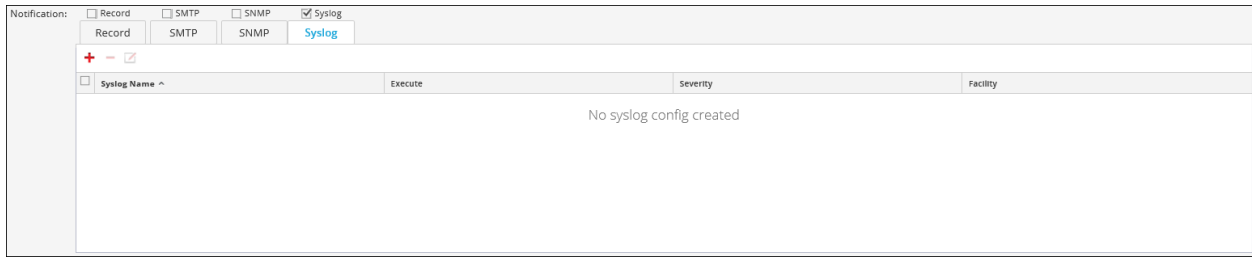 Notification: Record SMTP SNMP Syslog
Record SMTP SNMP Syslog
Syslog Name Execute Severity Facility
No syslog config created